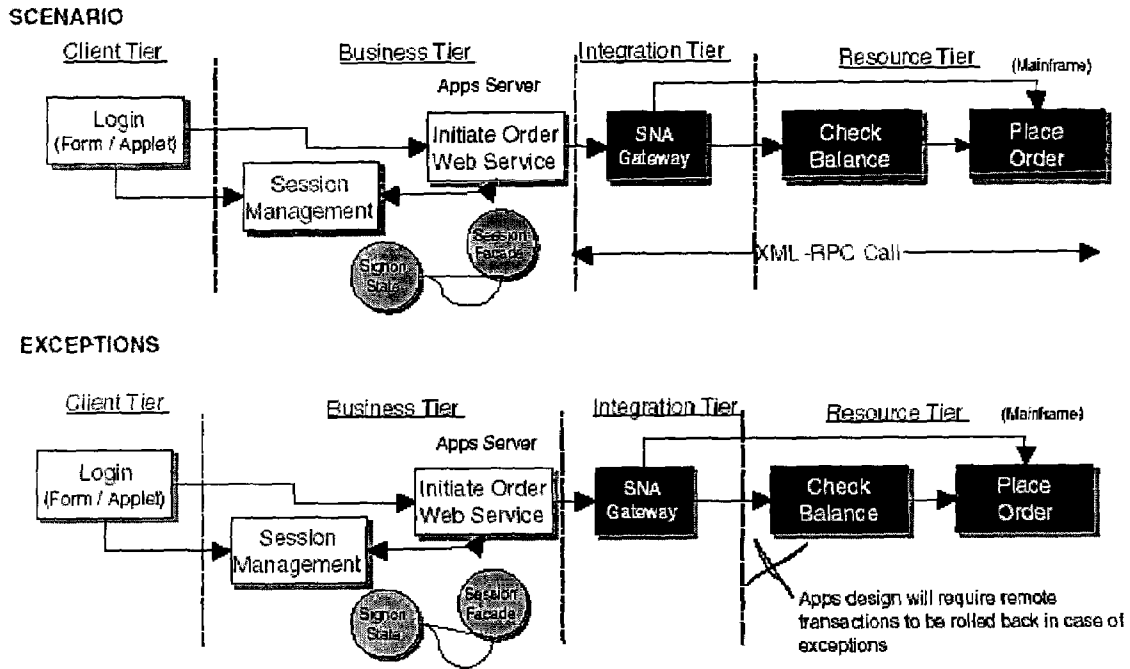 SCENARIO
Client Tier
Business Tier
Integration Tier
Resource Tier
(Mainframe)
Apps Server
Login
(Form / Applet)
Initiate Order
Web Service
SNA
Gateway
Check
Balance
Place
Order
Session
Management
Session
Facade
Signon
State
XML-RPC Call
EXCEPTIONS
Client Tier
Business Tier
Integration Tier
Resource Tier
(Mainframe)
Apps Server
Login
(Form / Applet)
Initiate Order
Web Service
SNA
Gateway
Check
Balance
Place
Order
Session
Management
Session
Facade
Signon
State
Apps design will require remote
transactions to be rolled back in case of
exceptions